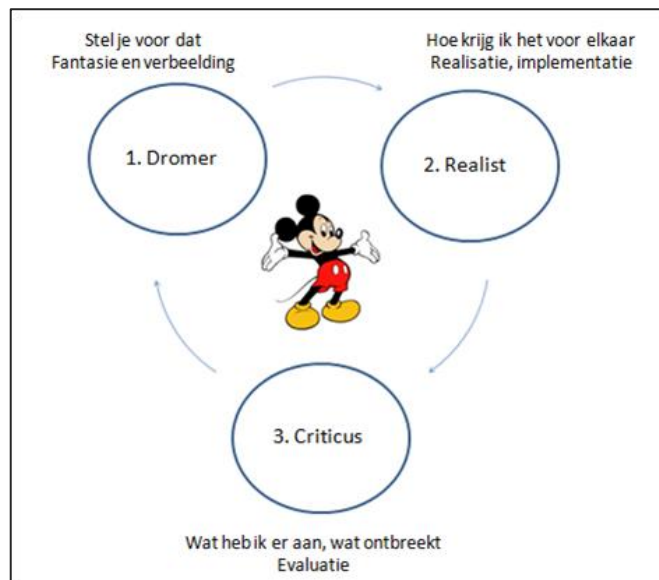 Stel je voor dat
Fantasie en verbeelding
Hoe krijg ik het voor elkaar
Realisatie, implementatie
1. Dromer
2. Realist
3. Criticus
Wat heb ik er aan, wat ontbreekt
Evaluatie